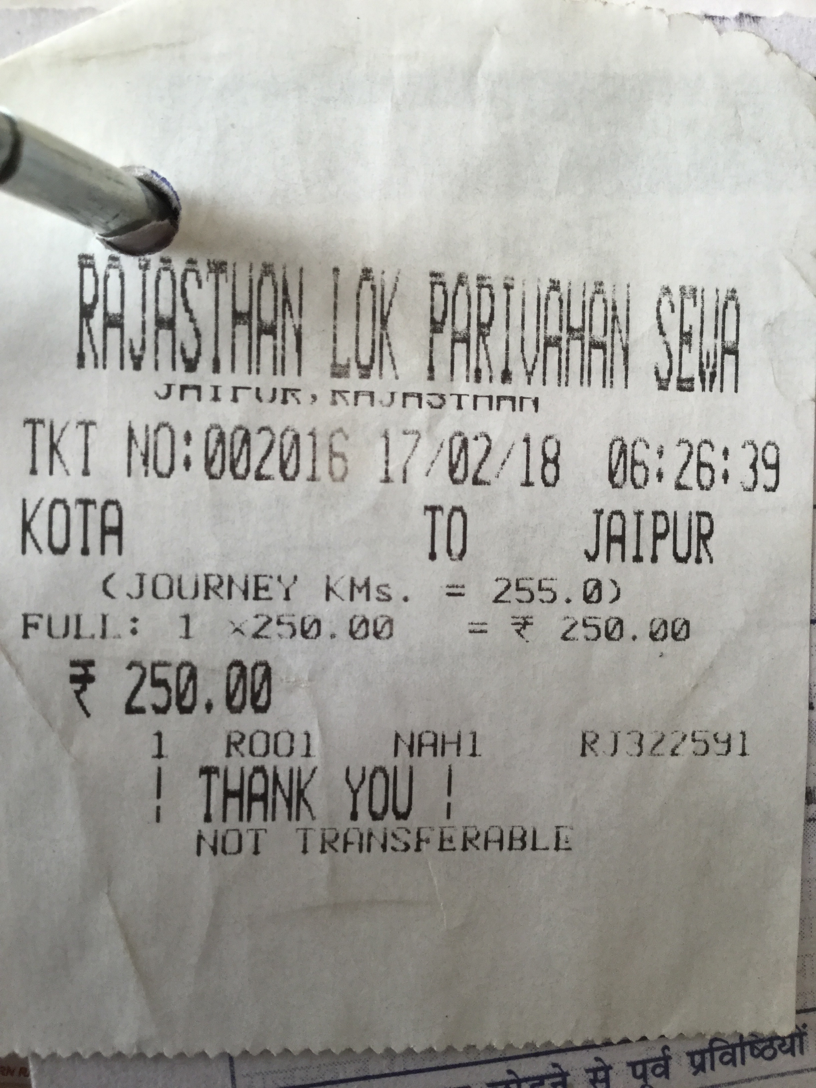 RAJASTHAN LOK PARIVAHAN SEWA
JAIPUR,RAJASTHAN
TKT NO:002016 17/02/18 06:26:39
KOTA TO JAIPUR
(JOURNEY KMs. = 255.0)
FULL: 1 ×250.00 = ₹ 250.00
₹ 250.00
1 R001 NAH1 RJ322591
! THANK YOU !
NOT TRANSFERABLE
से पूर्व प्रविष्ठियों